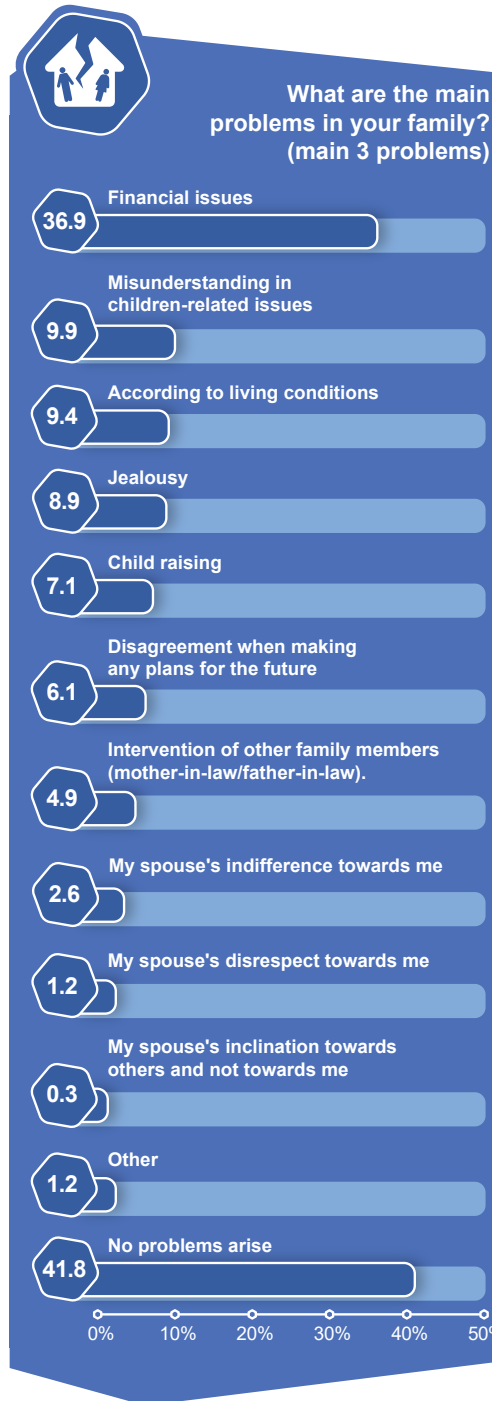 What are the main
problems in your family?
(main 3 problems)
Financial issues
36.9
Misunderstanding in
children-related issues
9.9
According to living conditions
9.4
Jealousy
8.9
Child raising
7.1
Disagreement when making
any plans for the future
6.1
Intervention of other family members
(mother-in-law/father-in-law).
4.9
My spouse's indifference towards me
2.6
My spouse's disrespect towards me
1.2
My spouse's inclination towards
others and not towards me
0.3
Other
1.2
No problems arise
41.8
0% 10% 20% 30% 40% 50%